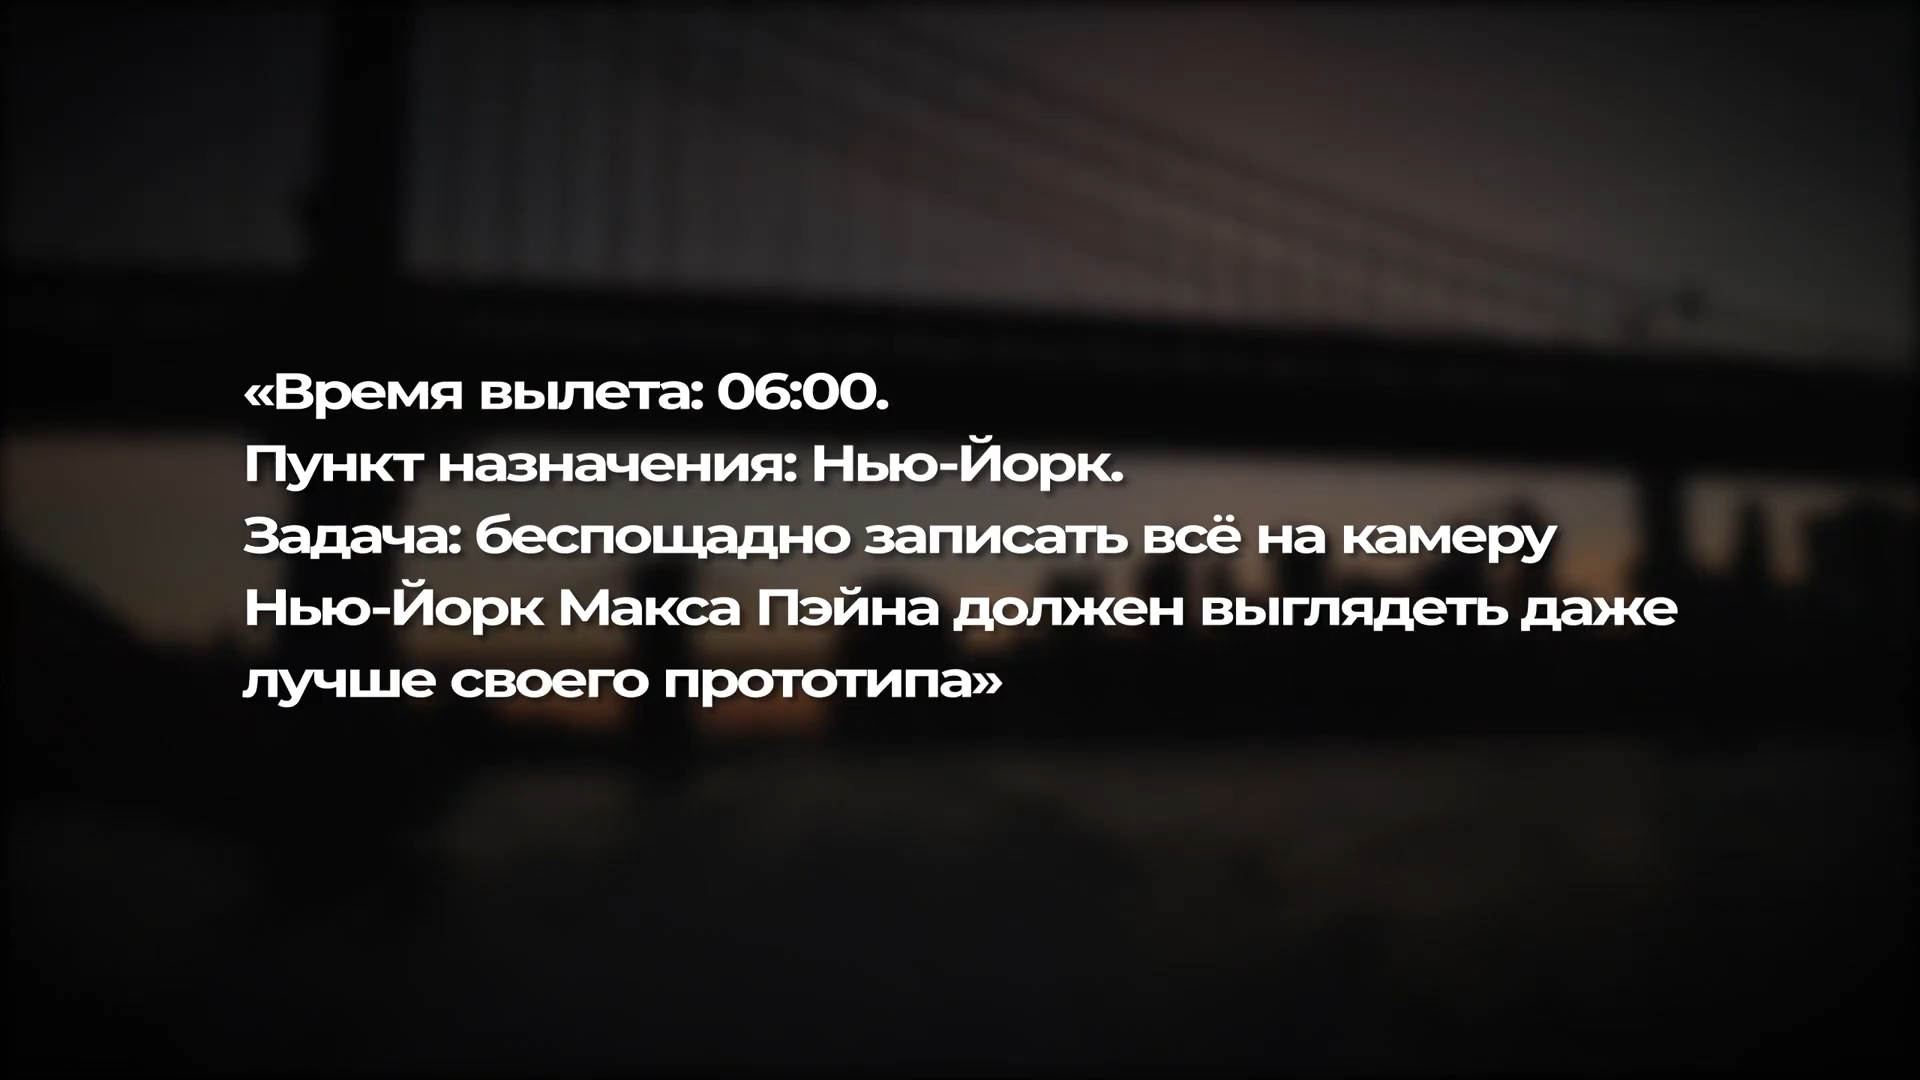 «Время вылета: 06:00.
Пункт назначения: Нью-Йорк.
Задача: беспощадно записать всё на камеру
Нью-Йорк Макса Пэйна должен выглядеть даже
лучше своего прототипа»